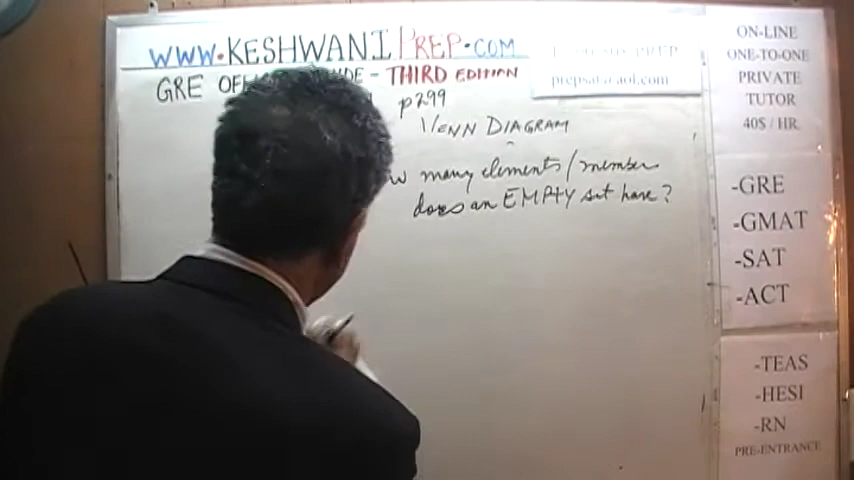 WWW.KESHWANIPREP.COM
GRE OF DE - THIRD EDITION
prepsat@aol.com
p299
VENN DIAGRAM
W many elements/member
does an EMPTY set have?
ON-LINE
ONE-TO-ONE
PRIVATE
TUTOR
40$ / HR.
-GRE
-GMAT
-SAT
-ACT
-TEAS
-HESI
-RN
PRE-ENTRANCE